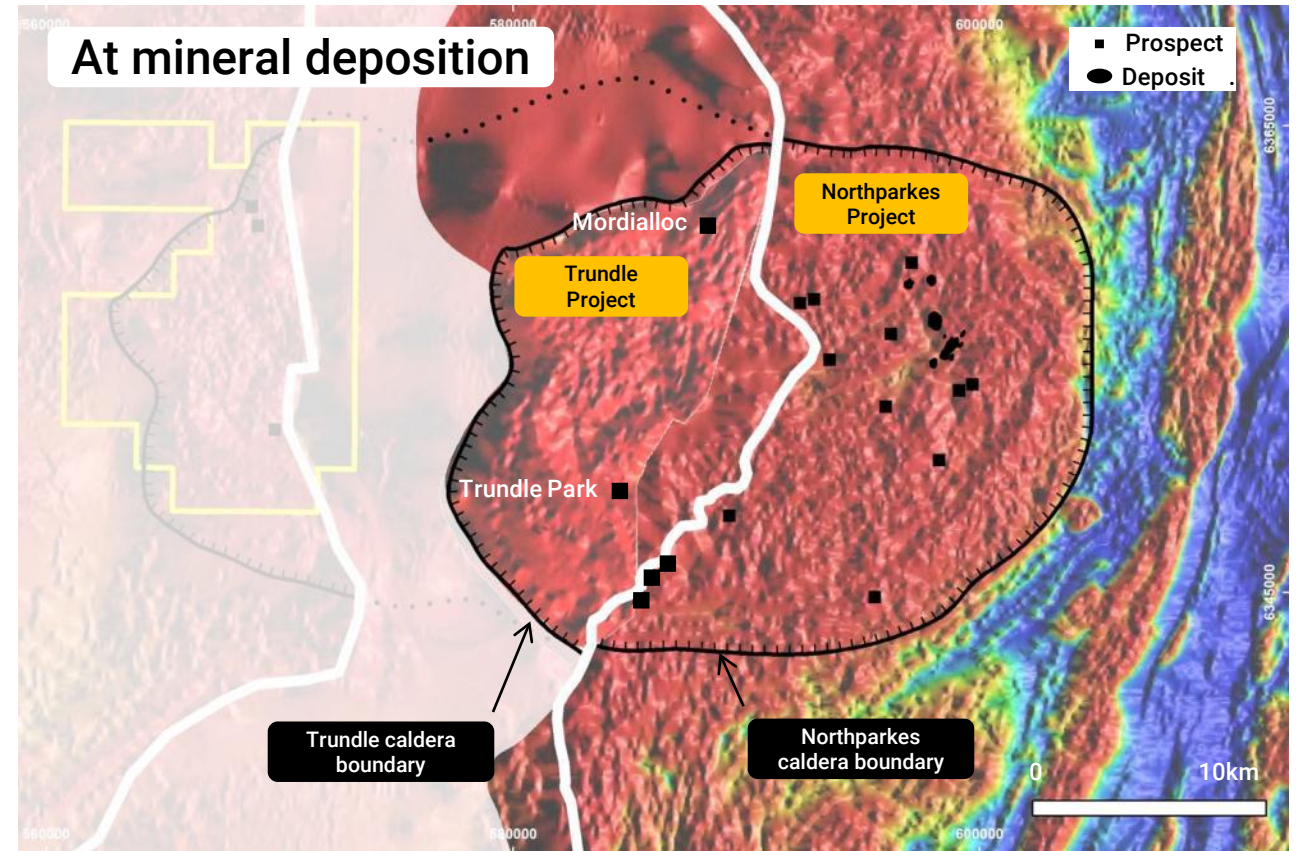 560000
580000
600000
At mineral deposition
Prospect
Deposit .
6365000
Northparkes
Project
Mordialloc
Trundle
Project
Trundle Park
6345000
Trundle caldera
boundary
Northparkes
caldera boundary
0 10km
560000
580000
600000